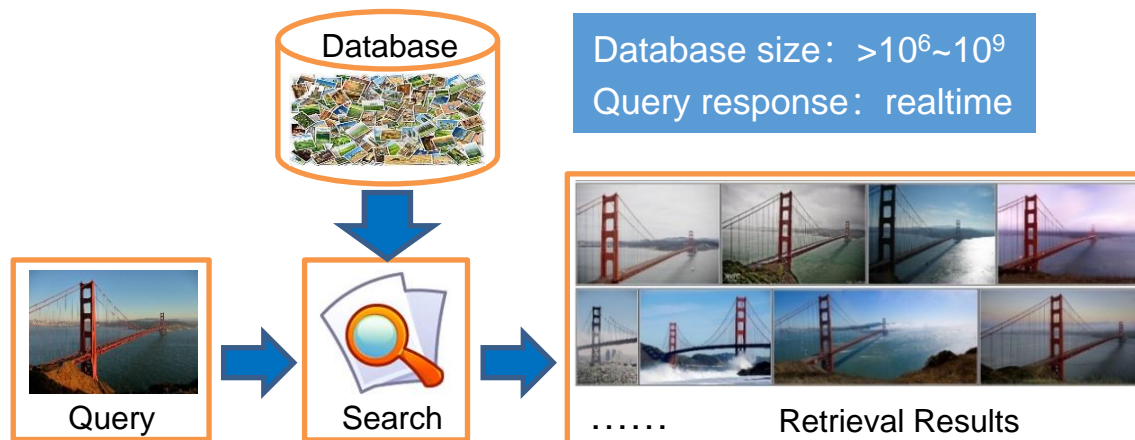 Database
Database size：>10⁶~10⁹
Query response：realtime
Query
Search
…… Retrieval Results